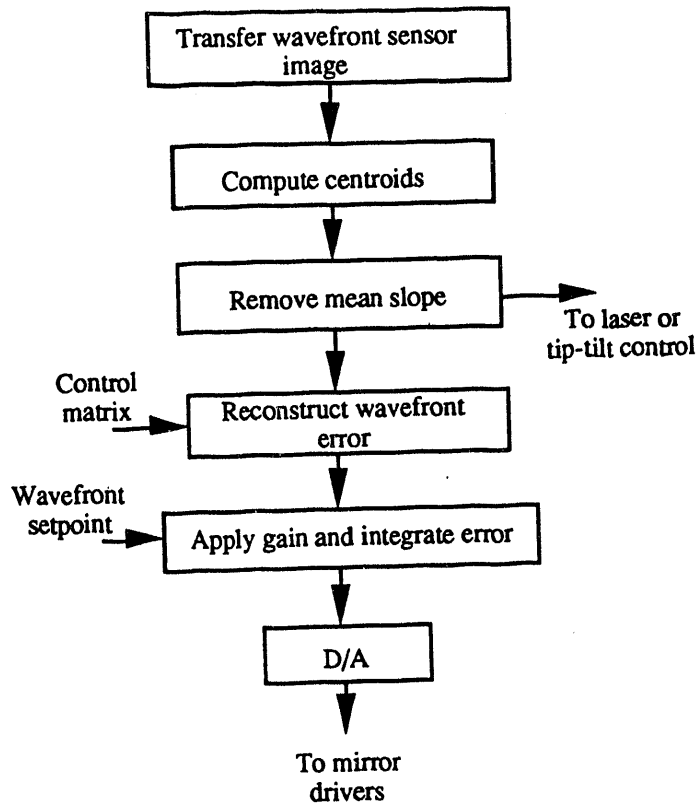 Transfer wavefront sensor
image
Compute centroids
Remove mean slope
To laser or
tip-tilt control
Control
matrix
Reconstruct wavefront
error
Wavefront
setpoint
Apply gain and integrate error
D/A
To mirror
drivers